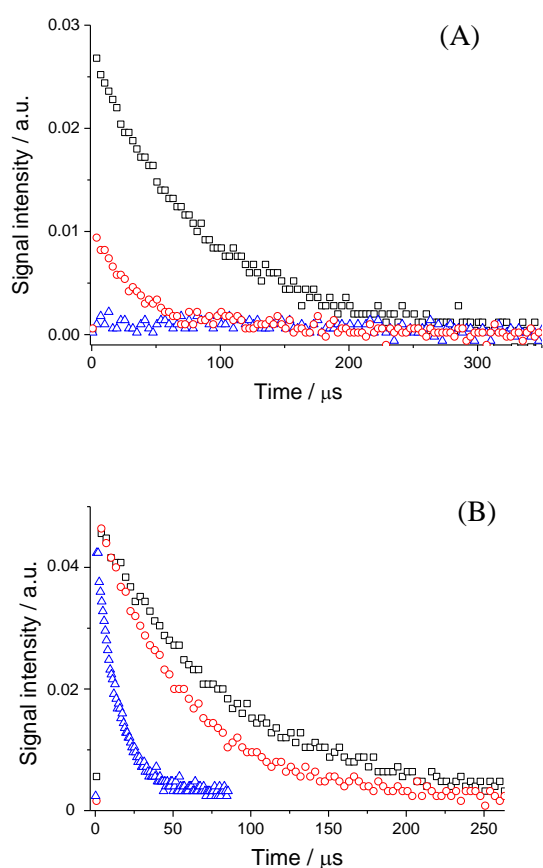 (A)
0.03
0.02
0.01
0.00
Signal intensity / a.u.
0 100 200 300
Time / μs
(B)
0.04
0.02
0
Signal intensity / a.u.
0 50 100 150 200 250
Time / μs